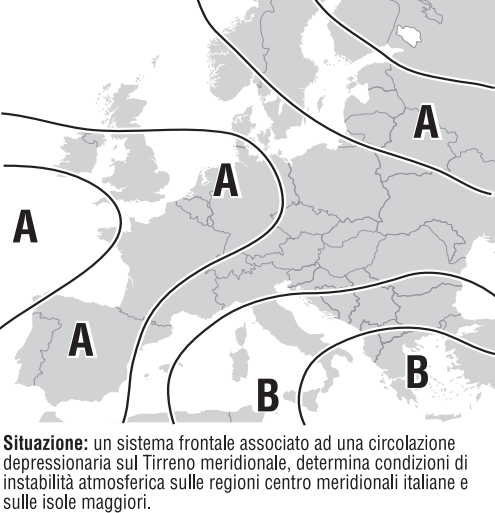 A
A
A
A
B
B
Situazione: un sistema frontale associato ad una circolazione
depressionaria sul Tirreno meridionale, determina condizioni di
instabilità atmosferica sulle regioni centro meridionali italiane e
sulle isole maggiori.